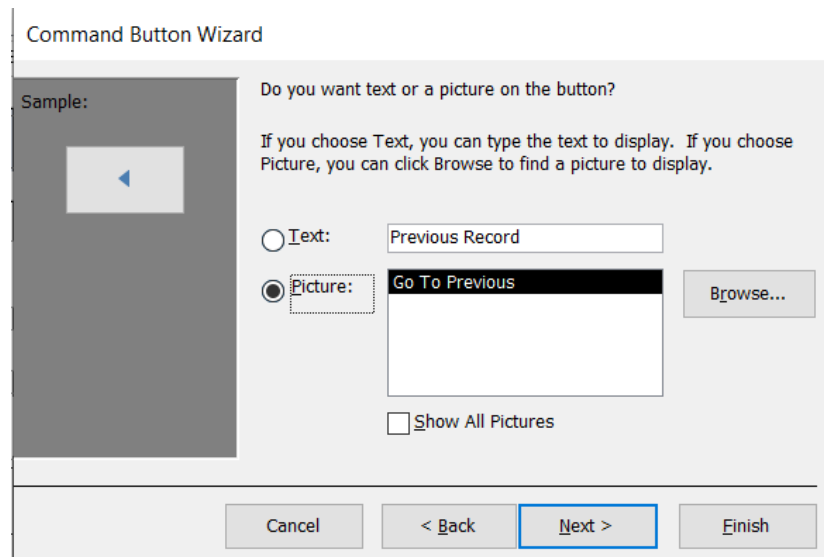 Command Button Wizard
Sample:
Do you want text or a picture on the button?
If you choose Text, you can type the text to display. If you choose
Picture, you can click Browse to find a picture to display.
Text:
Previous Record
Picture:
Go To Previous
Browse...
Show All Pictures
Cancel
< Back
Next >
Finish